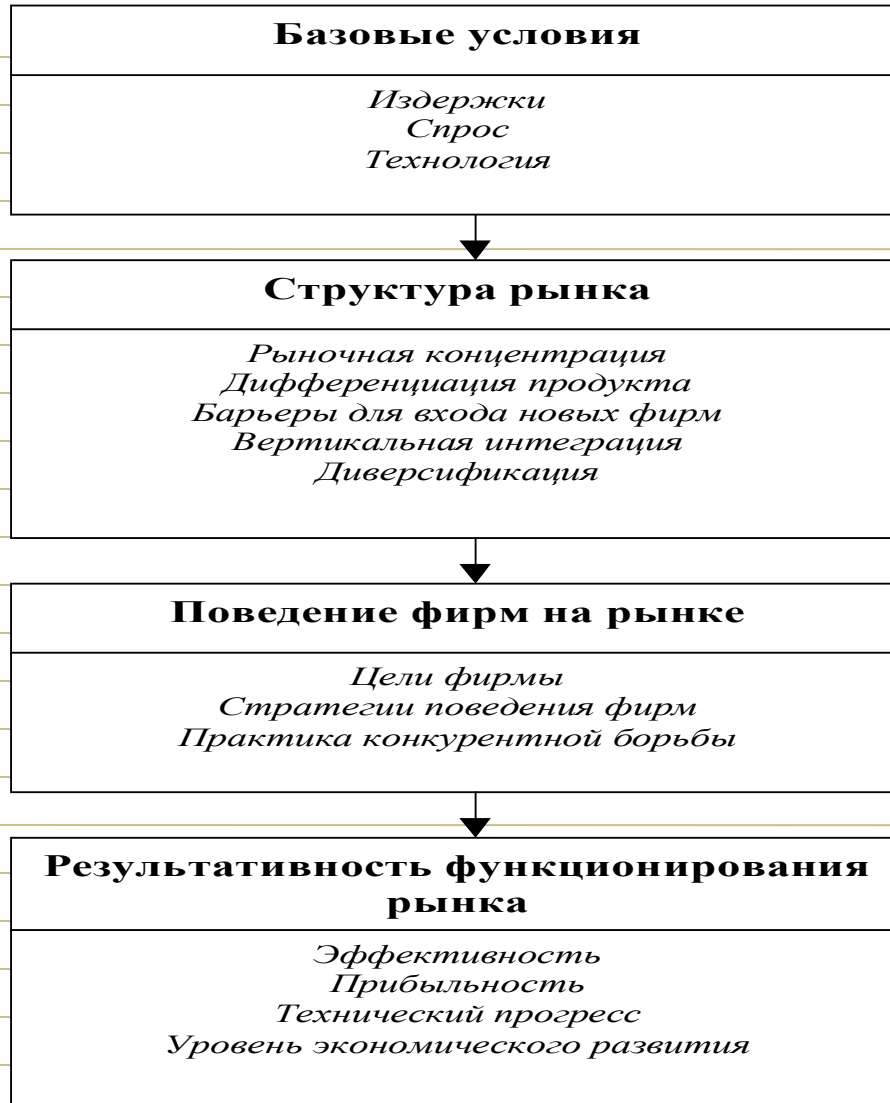 Базовые условия
Издержки
Спрос
Технология
Структура рынка
Рыночная концентрация
Дифференциация продукта
Барьеры для входа новых фирм
Вертикальная интеграция
Диверсификация
Поведение фирм на рынке
Цели фирмы
Стратегии поведения фирм
Практика конкурентной борьбы
Результативность функционирования
рынка
Эффективность
Прибыльность
Технический прогресс
Уровень экономического развития